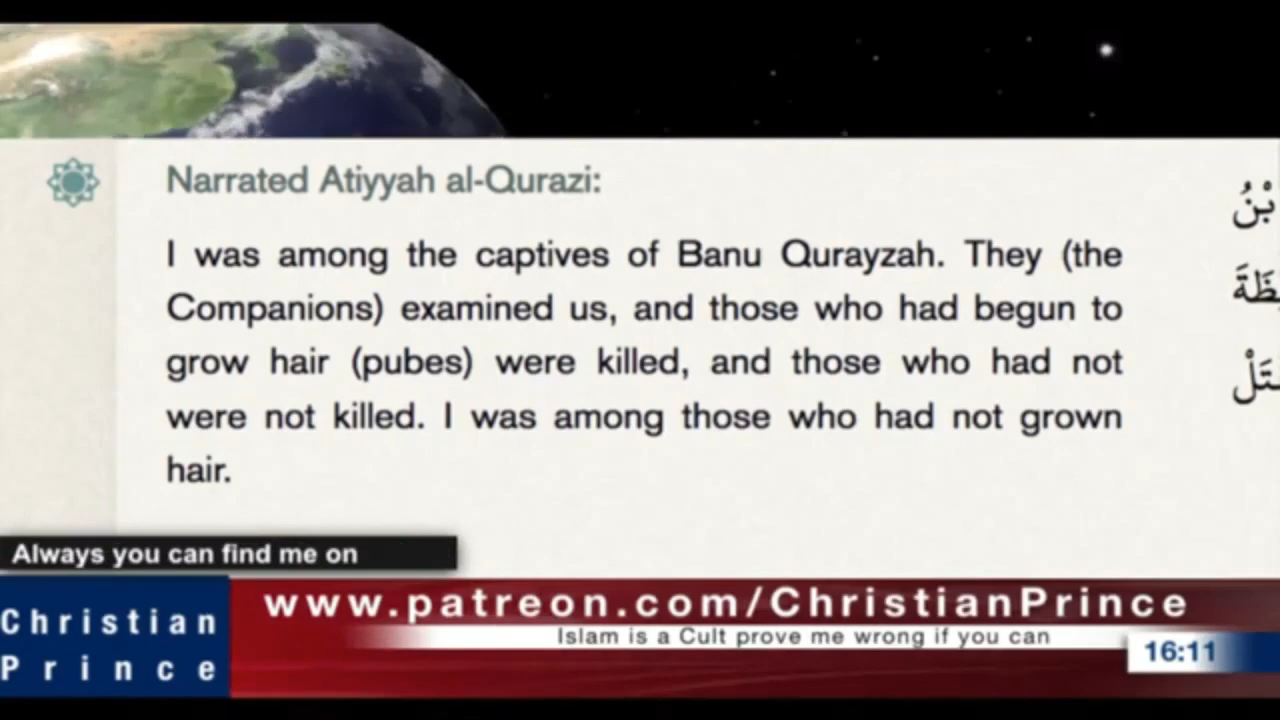 Narrated Atiyyah al-Qurazi:
I was among the captives of Banu Qurayzah. They (the
Companions) examined us, and those who had begun to
grow hair (pubes) were killed, and those who had not
were not killed. I was among those who had not grown
hair.
بْنُ
Always you can find me on
www.patreon.com/ChristianPrince
Islam is a Cult prove me wrong if you can
Christian
Prince
16:11